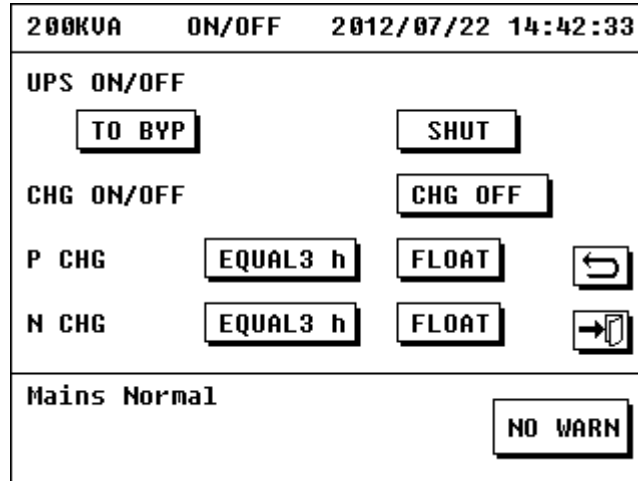 200KVA ON/OFF 2012/07/22 14:42:33
UPS ON/OFF
TO BYP SHUT
CHG ON/OFF CHG OFF
P CHG EQUAL3 h FLOAT
N CHG EQUAL3 h FLOAT
Mains Normal
NO WARN